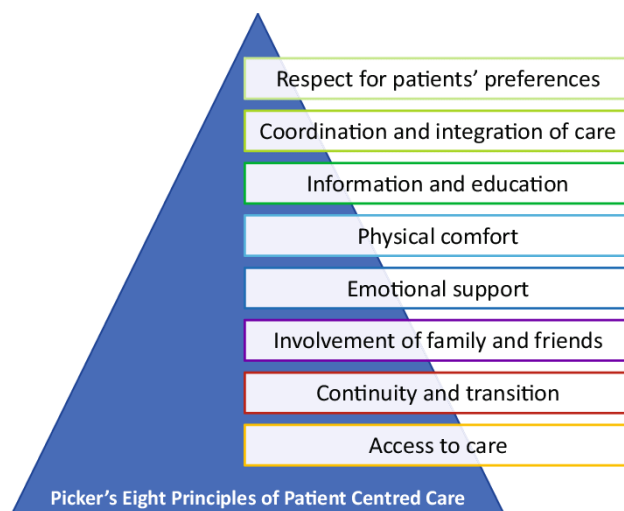 Respect for patients’ preferences
Coordination and integration of care
Information and education
Physical comfort
Emotional support
Involvement of family and friends
Continuity and transition
Access to care
Picker’s Eight Principles of Patient Centred Care